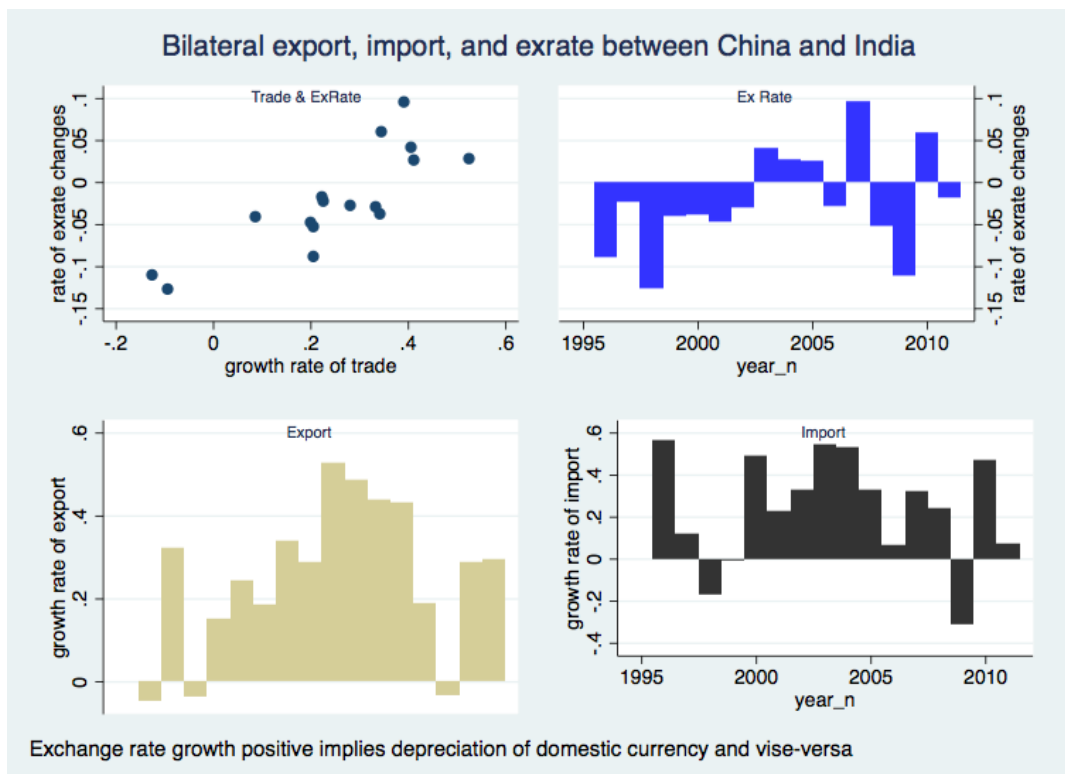 Bilateral export, import, and exrate between China and India
Trade & ExRate
rate of exrate changes
.1
.05
0
-.05
-.1
-.15
-.2
0
.2
.4
.6
growth rate of trade
Ex Rate
.1
.05
0
-.05
-.1
-.15
rate of exrate changes
1995
2000
2005
2010
year_n
Export
growth rate of export
.6
.4
.2
0
Import
growth rate of import
.6
.4
.2
0
-.2
-.4
1995
2000
2005
2010
year_n
Exchange rate growth positive implies depreciation of domestic currency and vise-versa